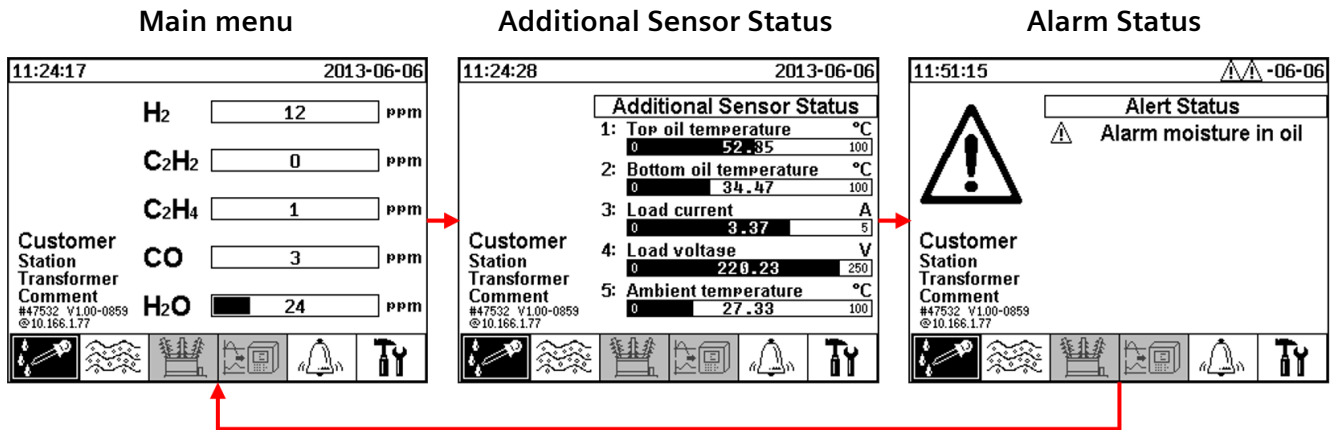 Main menu
Additional Sensor Status
Alarm Status
11:24:17 2013-06-06
H2 12 ppm
C2H2 0 ppm
C2H4 1 ppm
CO 3 ppm
H2O 24 ppm
Customer
Station
Transformer
Comment
#47532 V1.00-0859
@10.166.1.77
11:24:28 2013-06-06
Additional Sensor Status
1: Top oil temperature °C
0 52.85 100
2: Bottom oil temperature °C
0 34.47 100
3: Load current A
0 3.37 5
4: Load voltage V
0 220.23 250
5: Ambient temperature °C
0 27.33 100
Customer
Station
Transformer
Comment
#47532 V1.00-0859
@10.166.1.77
11:51:15 -06-06
Alert Status
Alarm moisture in oil
Customer
Station
Transformer
Comment
#47532 V1.00-0859
@10.166.1.77